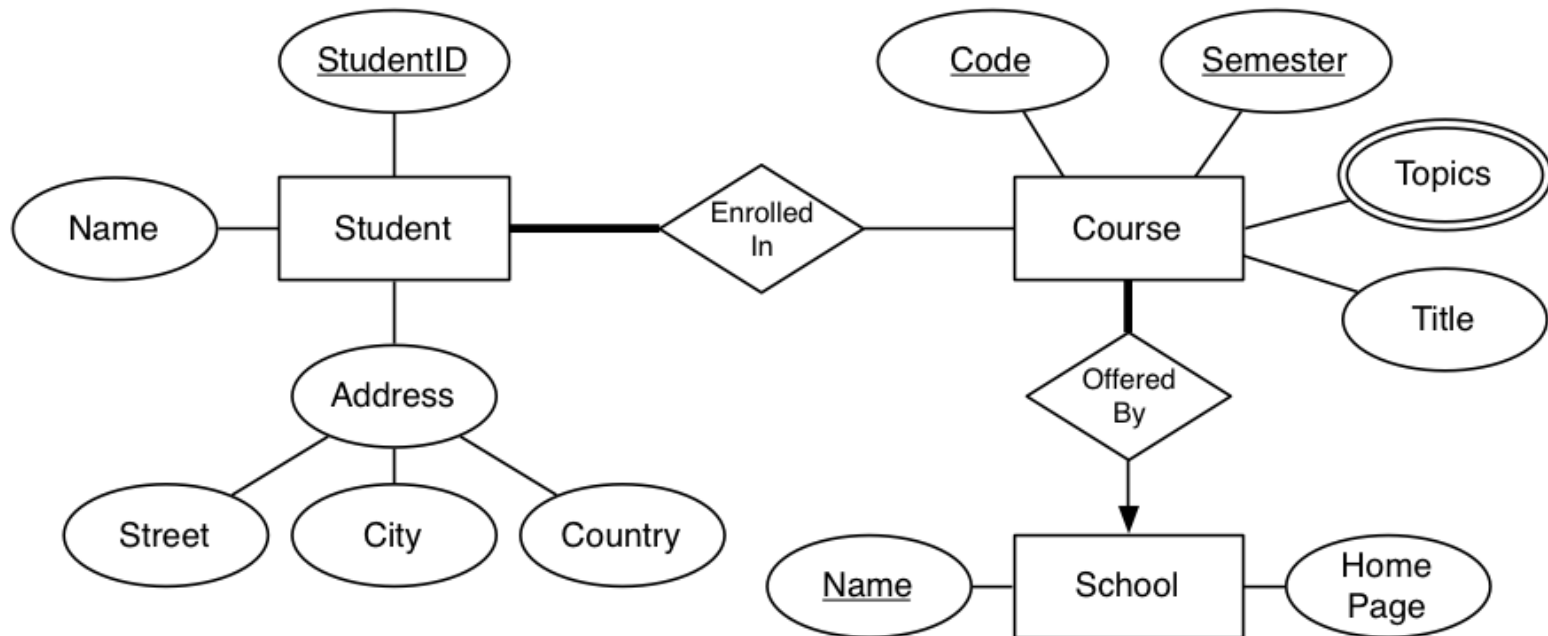 StudentID
Code
Semester
Topics
Name
Student
Enrolled
In
Course
Title
Address
Offered
By
Street
City
Country
Name
School
Home
Page